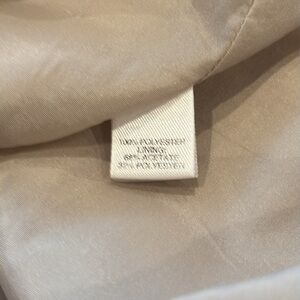 100% POLYESTER
LINING:
68% ACETATE
32% POLYESTER